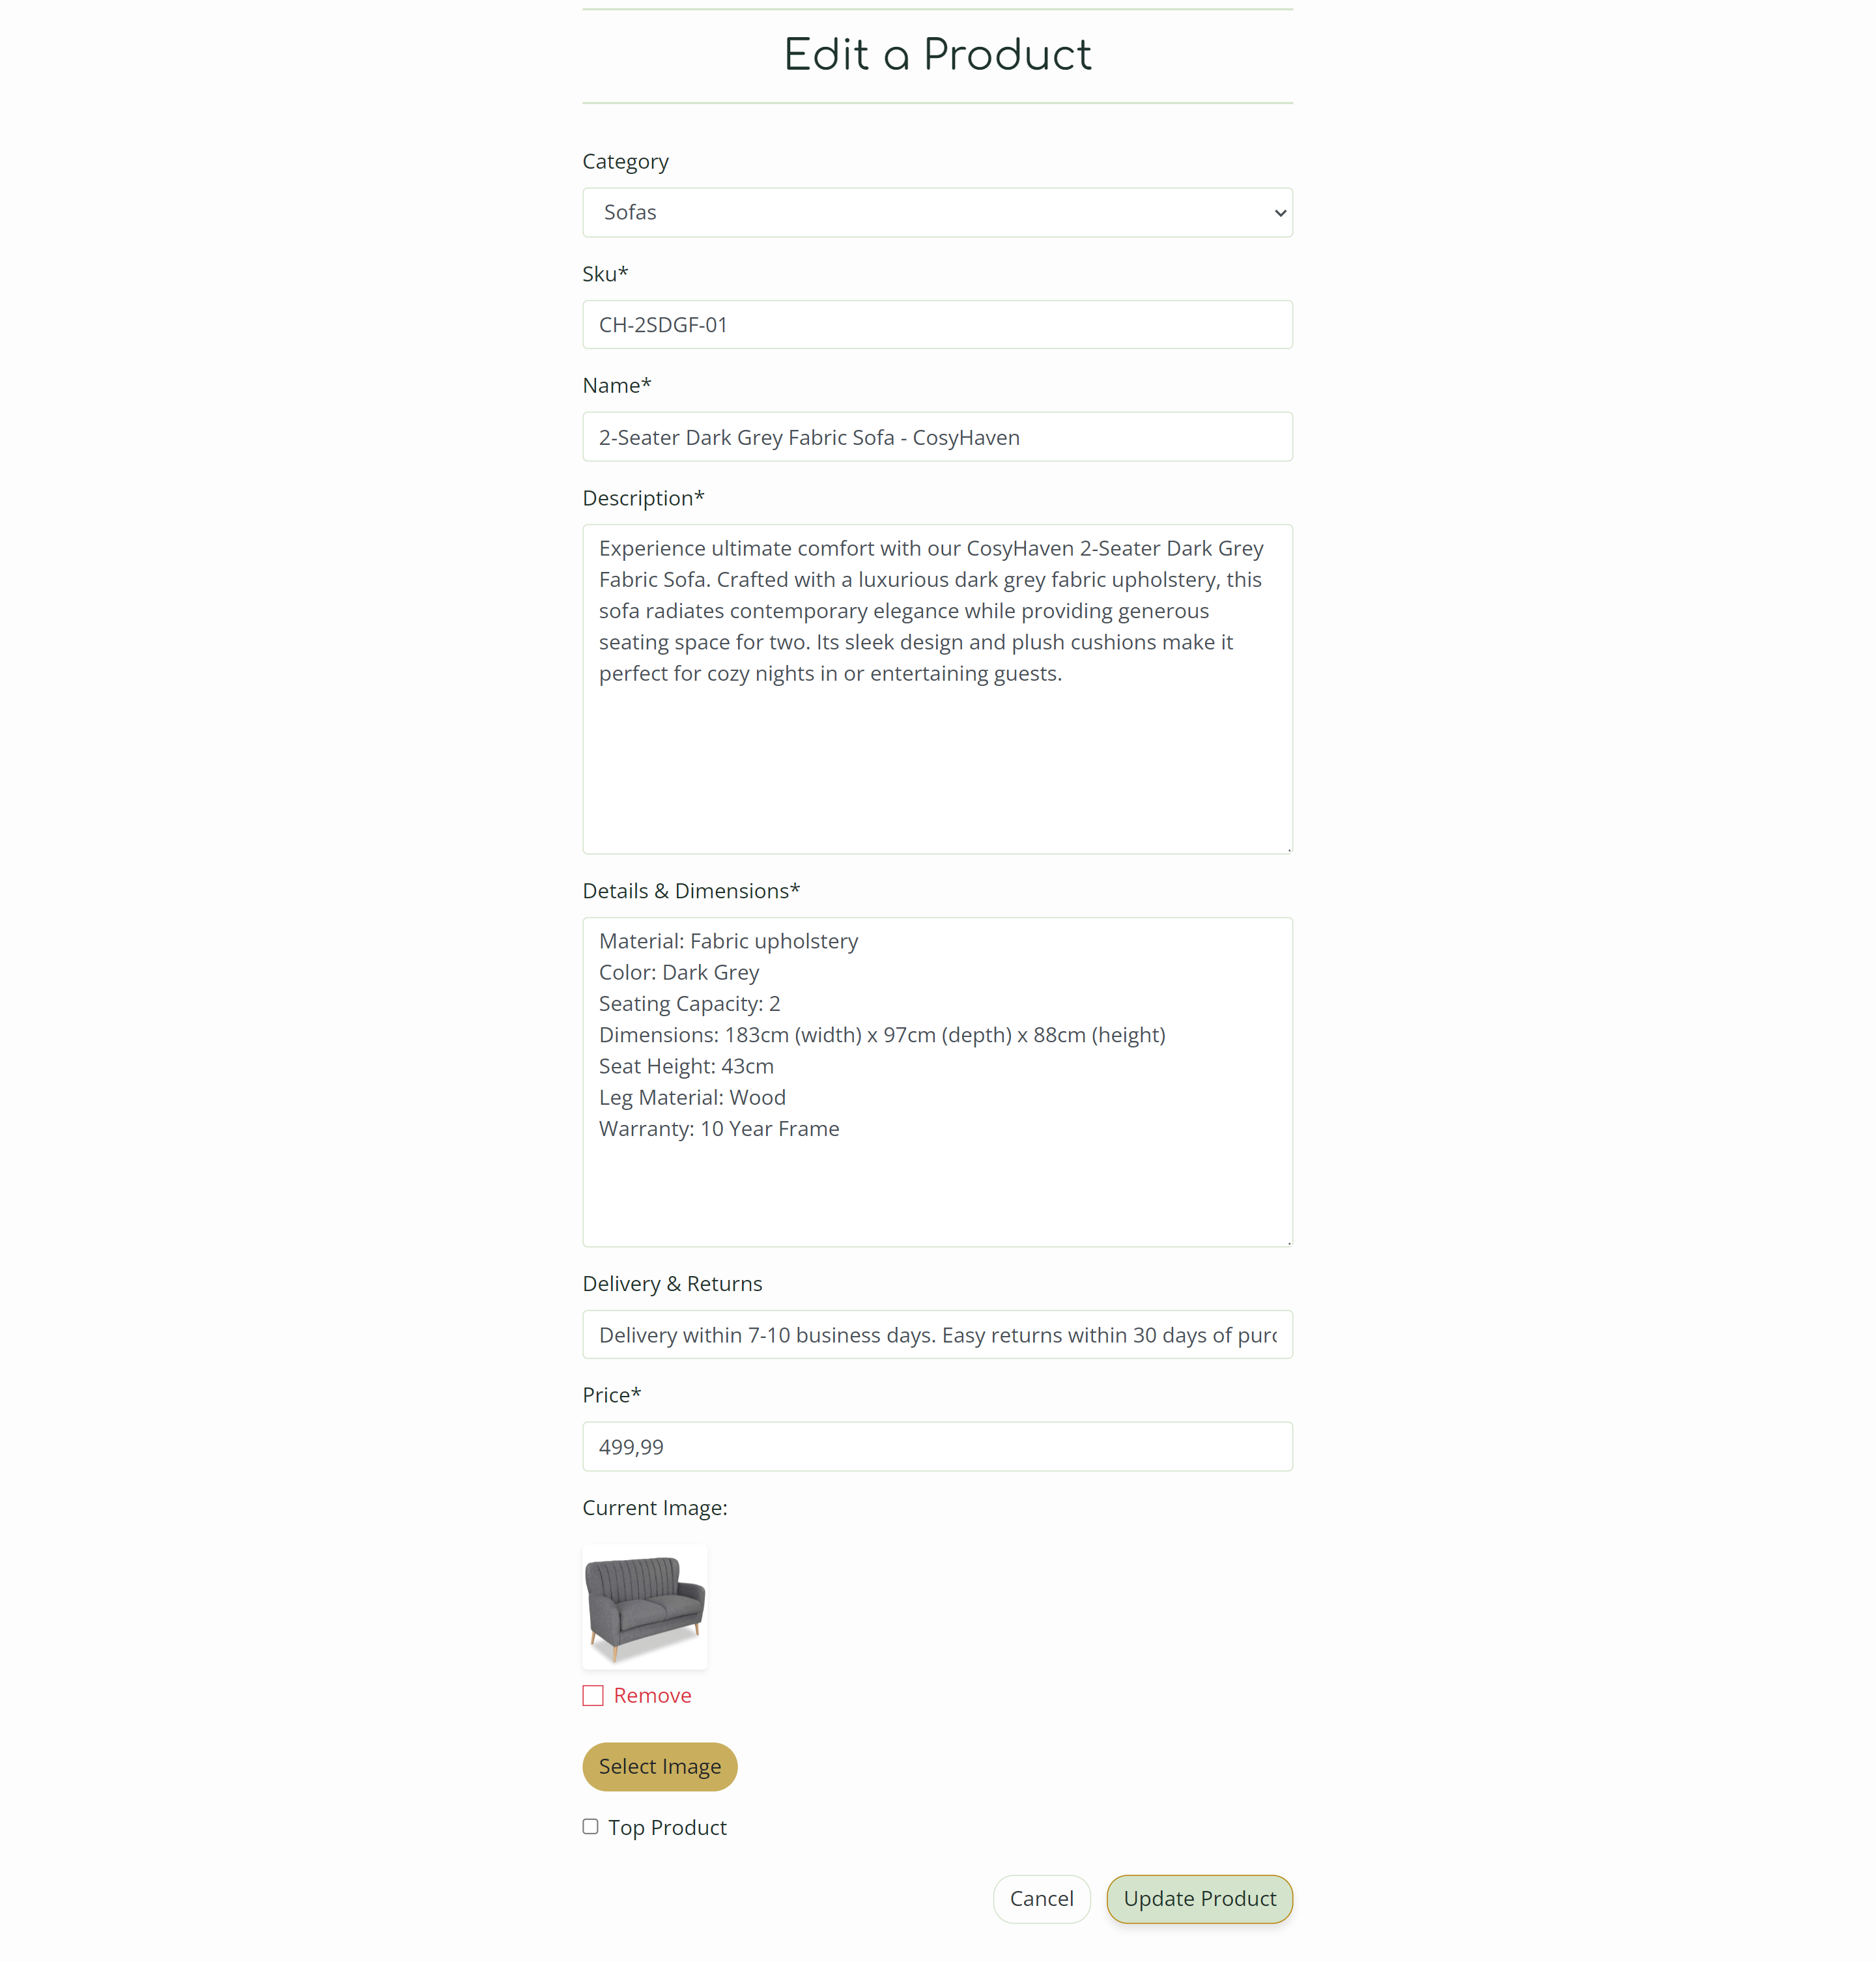 Edit a Product
Category
Sofas
Sku*
CH-2SDGF-01
Name*
2-Seater Dark Grey Fabric Sofa - CosyHaven
Description*
Experience ultimate comfort with our CosyHaven 2-Seater Dark Grey
Fabric Sofa. Crafted with a luxurious dark grey fabric upholstery, this
sofa radiates contemporary elegance while providing generous
seating space for two. Its sleek design and plush cushions make it
perfect for cozy nights in or entertaining guests.
Details & Dimensions*
Material: Fabric upholstery
Color: Dark Grey
Seating Capacity: 2
Dimensions: 183cm (width) x 97cm (depth) x 88cm (height)
Seat Height: 43cm
Leg Material: Wood
Warranty: 10 Year Frame
Delivery & Returns
Delivery within 7-10 business days. Easy returns within 30 days of
Price*
499,99
Current Image:
Remove
Select Image
Top Product
Cancel
Update Product